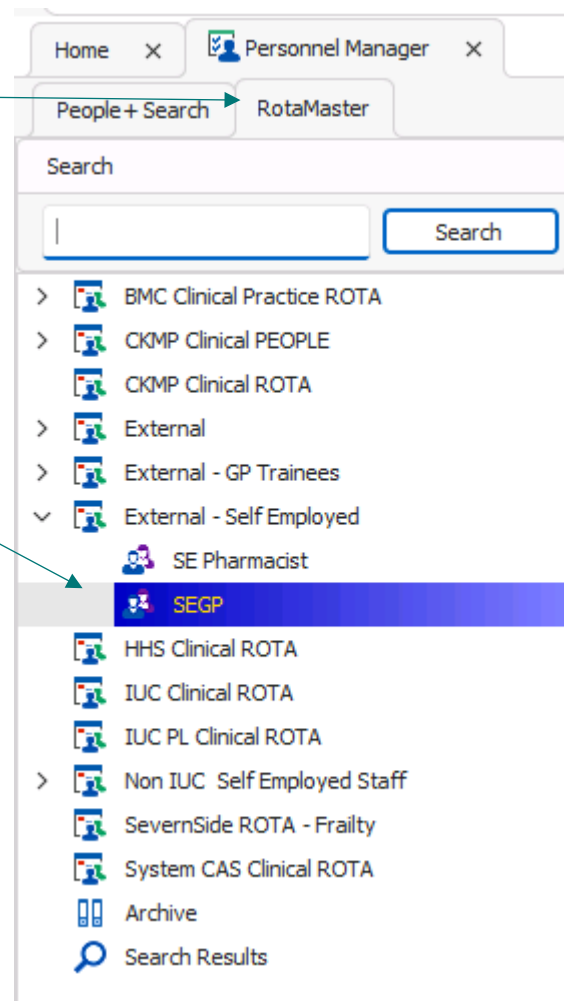 Home Personnel Manager
People+ Search RotaMaster
Search
Search
BMC Clinical Practice ROTA
CKMP Clinical PEOPLE
CKMP Clinical ROTA
External
External - GP Trainees
External - Self Employed
SE Pharmacist
SEGP
HHS Clinical ROTA
IUC Clinical ROTA
IUC PL Clinical ROTA
Non IUC  Self Employed Staff
SevernSide ROTA - Frailty
System CAS Clinical ROTA
Archive
Search Results